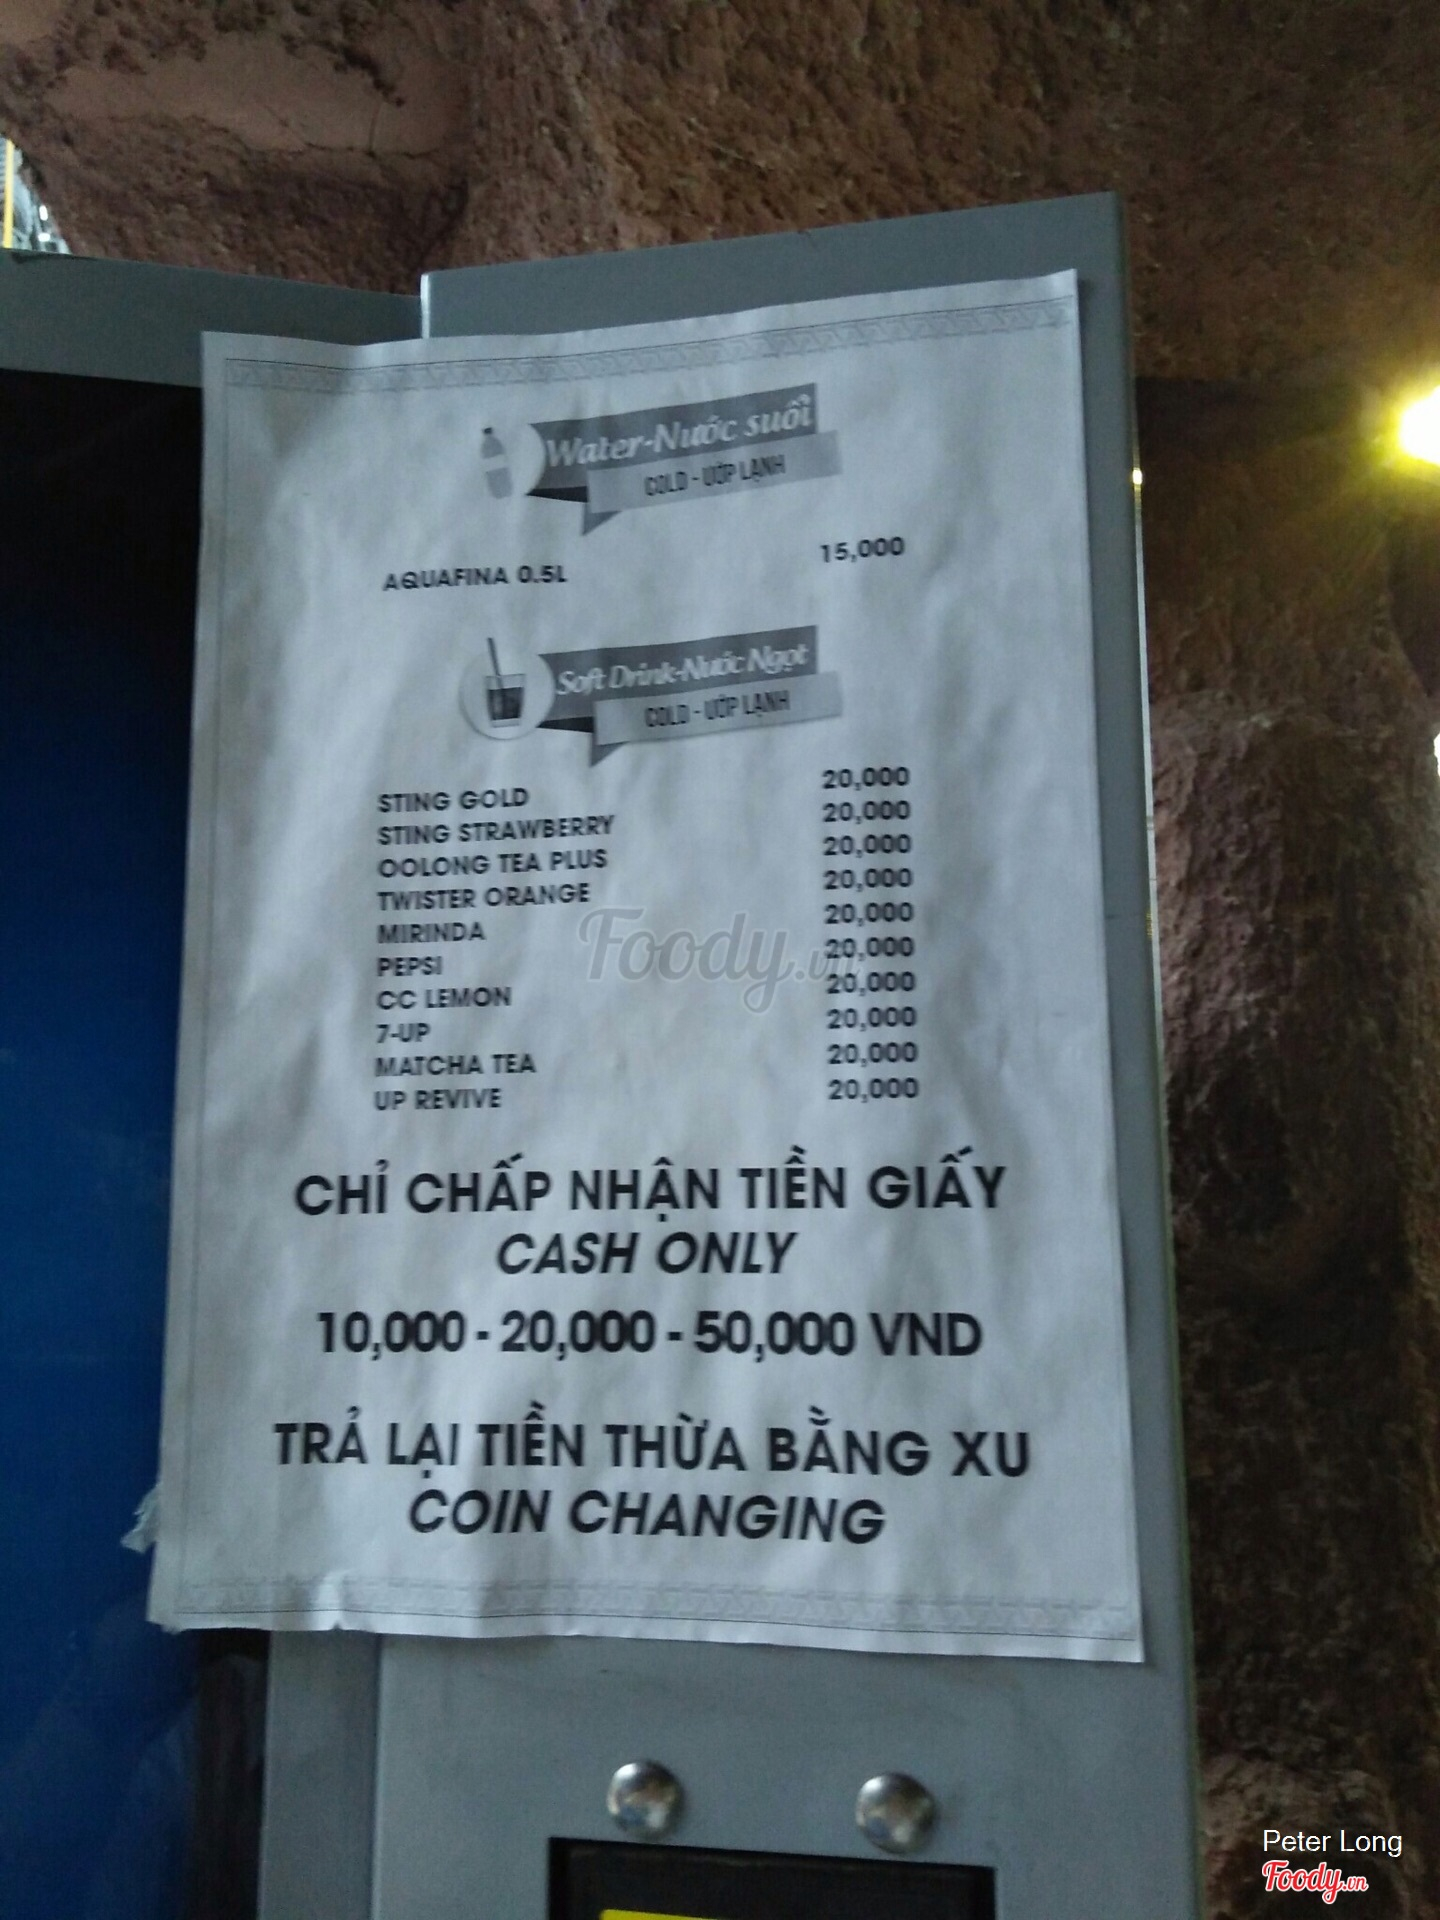 Water-Nước suối
COLD - ƯỚP LẠNH
AQUAFINA 0.5L 15,000
Soft Drink-Nước Ngọt
COLD - ƯỚP LẠNH
STING GOLD 20,000
STING STRAWBERRY 20,000
OOLONG TEA PLUS 20,000
TWISTER ORANGE 20,000
MIRINDA 20,000
PEPSI 20,000
CC LEMON 20,000
7-UP 20,000
MATCHA TEA 20,000
UP REVIVE 20,000
Foody.vn
CHỈ CHẤP NHẬN TIỀN GIẤY
CASH ONLY
10,000 - 20,000 - 50,000 VND
TRẢ LẠI TIỀN THỪA BẰNG XU
COIN CHANGING
Peter Long
Foody.vn